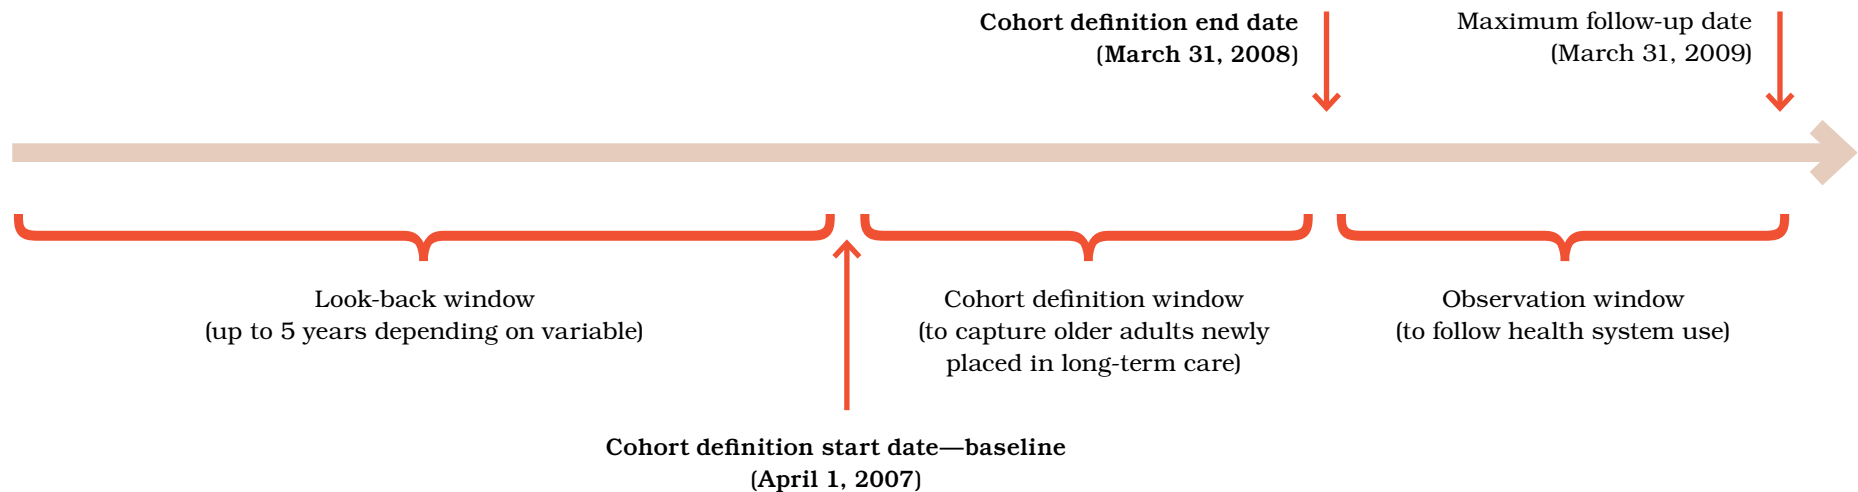 Cohort definition end date
(March 31, 2008)
Maximum follow-up date
(March 31, 2009)
Look-back window
(up to 5 years depending on variable)
Cohort definition window
(to capture older adults newly
placed in long-term care)
Observation window
(to follow health system use)
Cohort definition start date—baseline
(April 1, 2007)